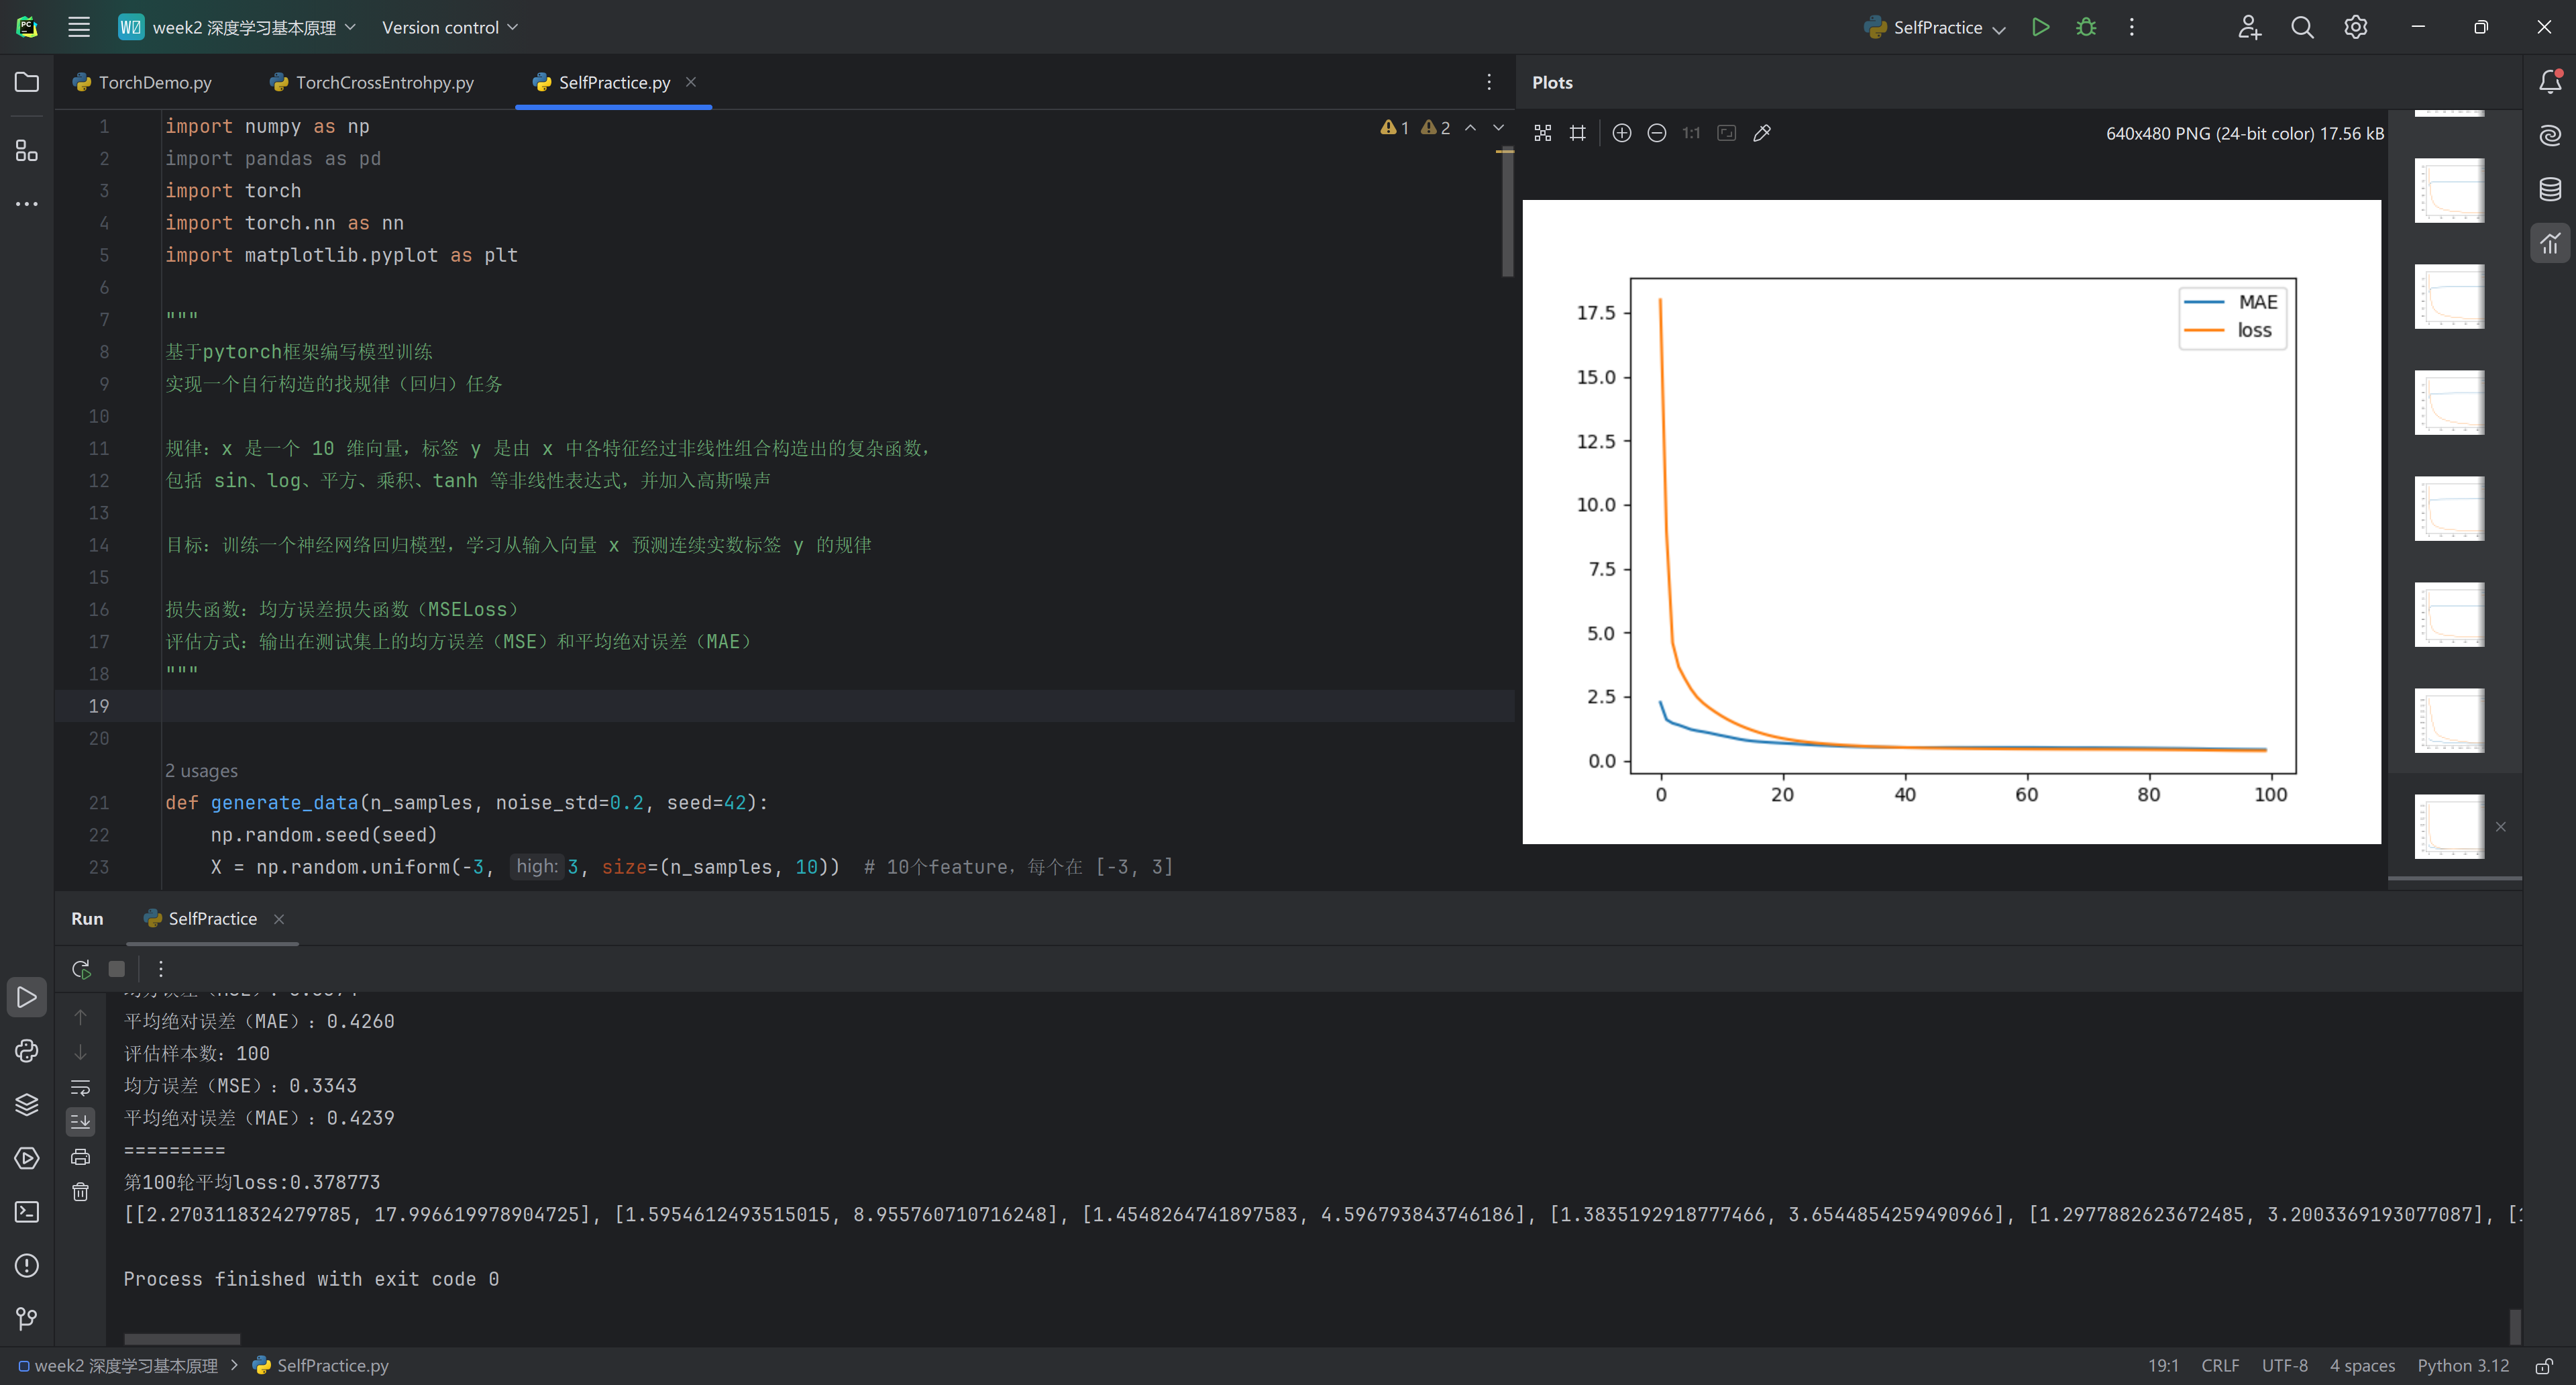 W0 week2 深度学习基本原理 Version control SelfPractice
TorchDemo.py TorchCrossEntrohpy.py SelfPractice.py
Plots
1 2
640x480 PNG (24-bit color) 17.56 kB
1:1
1 import numpy as np
2 import pandas as pd
3 import torch
4 import torch.nn as nn
5 import matplotlib.pyplot as plt
6
7 """
8 基于pytorch框架编写模型训练
9 实现一个自行构造的找规律（回归）任务
10
11 规律：x 是一个 10 维向量，标签 y 是由 x 中各特征经过非线性组合构造出的复杂函数，
12 包括 sin、log、平方、乘积、tanh 等非线性表达式，并加入高斯噪声
13
14 目标：训练一个神经网络回归模型，学习从输入向量 x 预测连续实数标签 y 的规律
15
16 损失函数：均方误差损失函数（MSELoss）
17 评估方式：输出在测试集上的均方误差（MSE）和平均绝对误差（MAE）
18 """
19
20
2 usages
21 def generate_data(n_samples, noise_std=0.2, seed=42):
22 np.random.seed(seed)
23 X = np.random.uniform(-3, high: 3, size=(n_samples, 10)) # 10个feature，每个在 [-3, 3]
MAE
loss
17.5
15.0
12.5
10.0
7.5
5.0
2.5
0.0
0 20 40 60 80 100
Run SelfPractice
平均绝对误差（MAE）：0.4260
评估样本数：100
均方误差（MSE）：0.3343
平均绝对误差（MAE）：0.4239
=========
第100轮平均loss:0.378773
[[2.2703118324279785, 17.996619978904725], [1.5954612493515015, 8.955760710716248], [1.4548264741897583, 4.596793843746186], [1.3835192918777466, 3.6544854259490966], [1.2977882623672485, 3.2003369193077087], [
Process finished with exit code 0
week2 深度学习基本原理 > SelfPractice.py
19:1 CRLF UTF-8 4 spaces Python 3.12